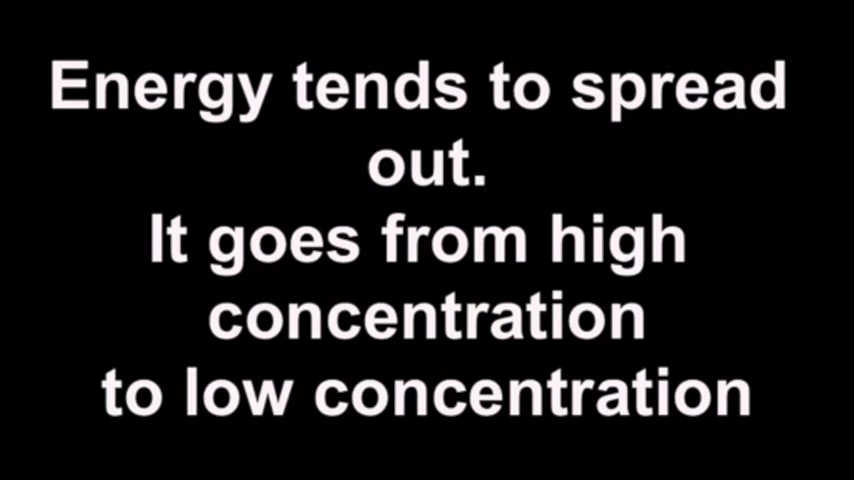 Energy tends to spread
out.
It goes from high
concentration
to low concentration